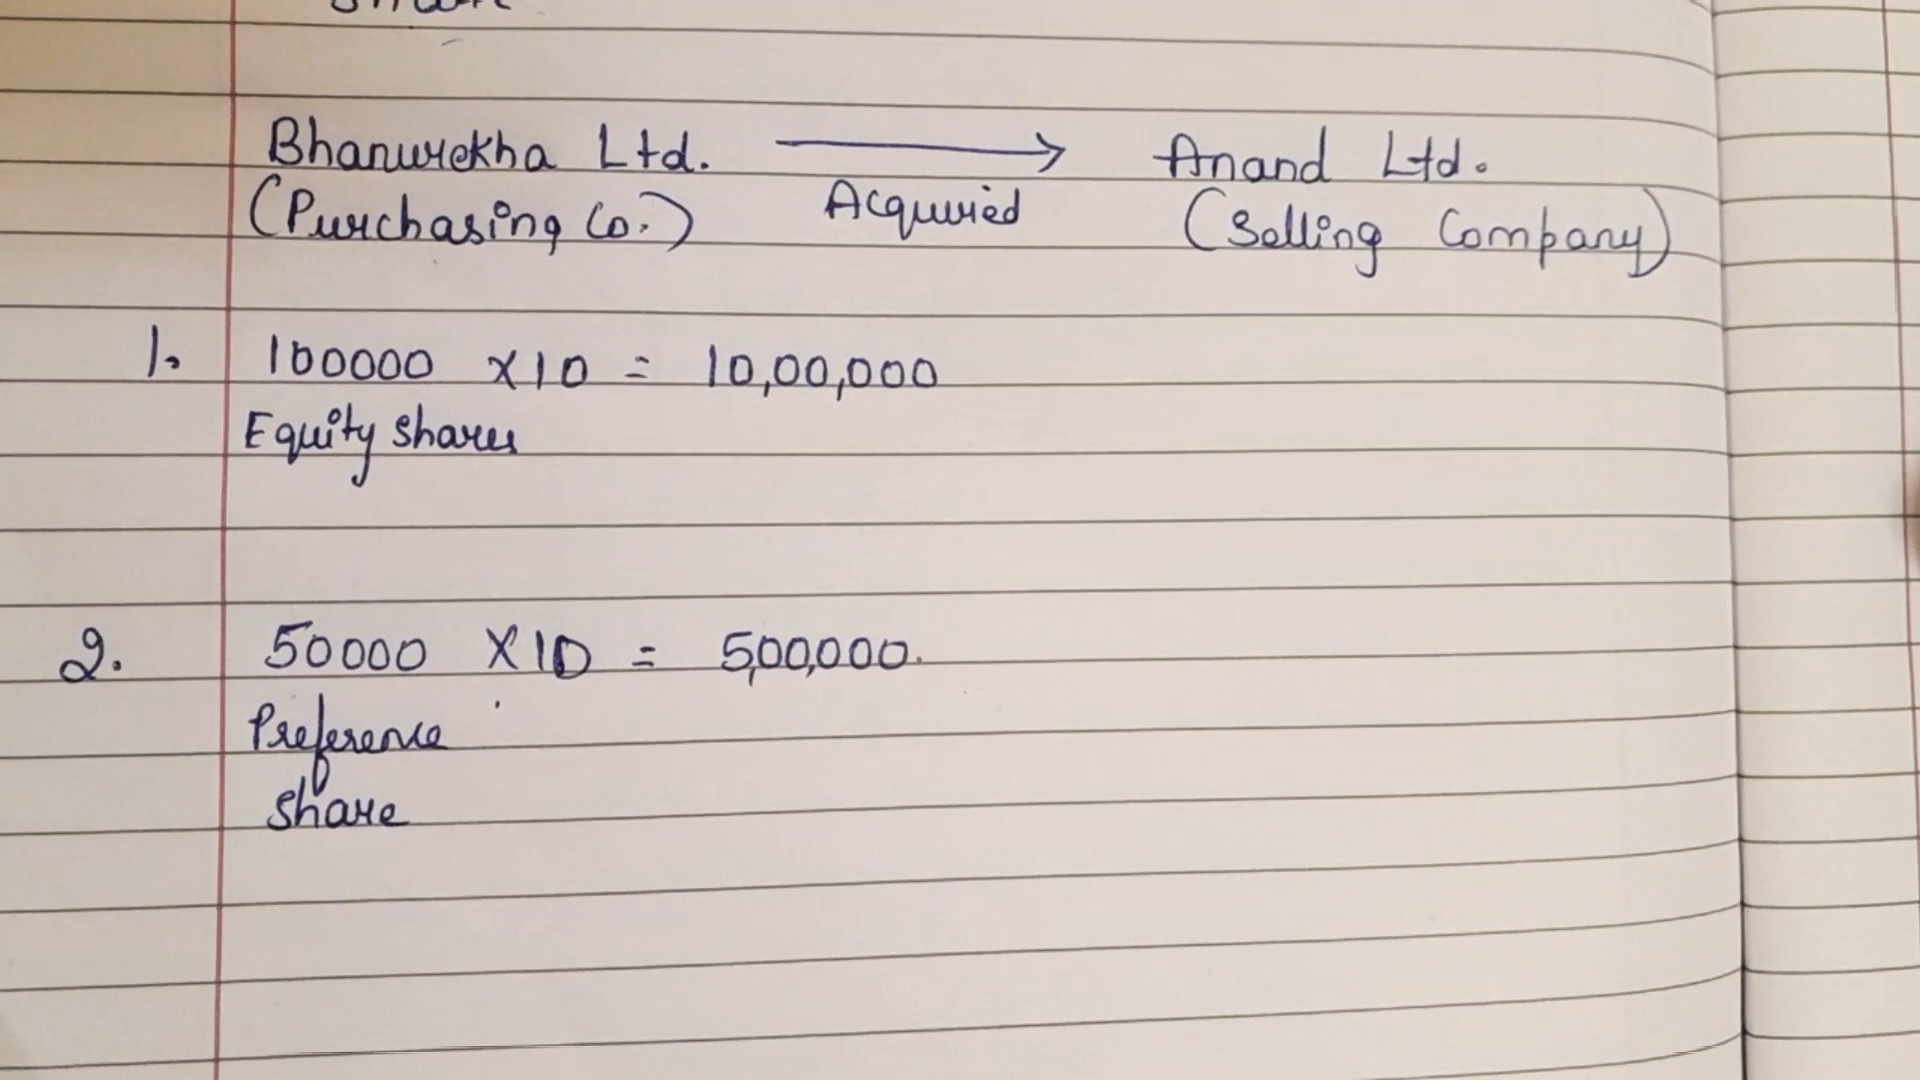 Bhanurekha Ltd. → Anand Ltd.
(Purchasing Co.) Acquried (Selling Company)
1. 100000 x10 = 10,00,000
Equity shares
2. 50000 X10 = 5,00,000.
Preference
share